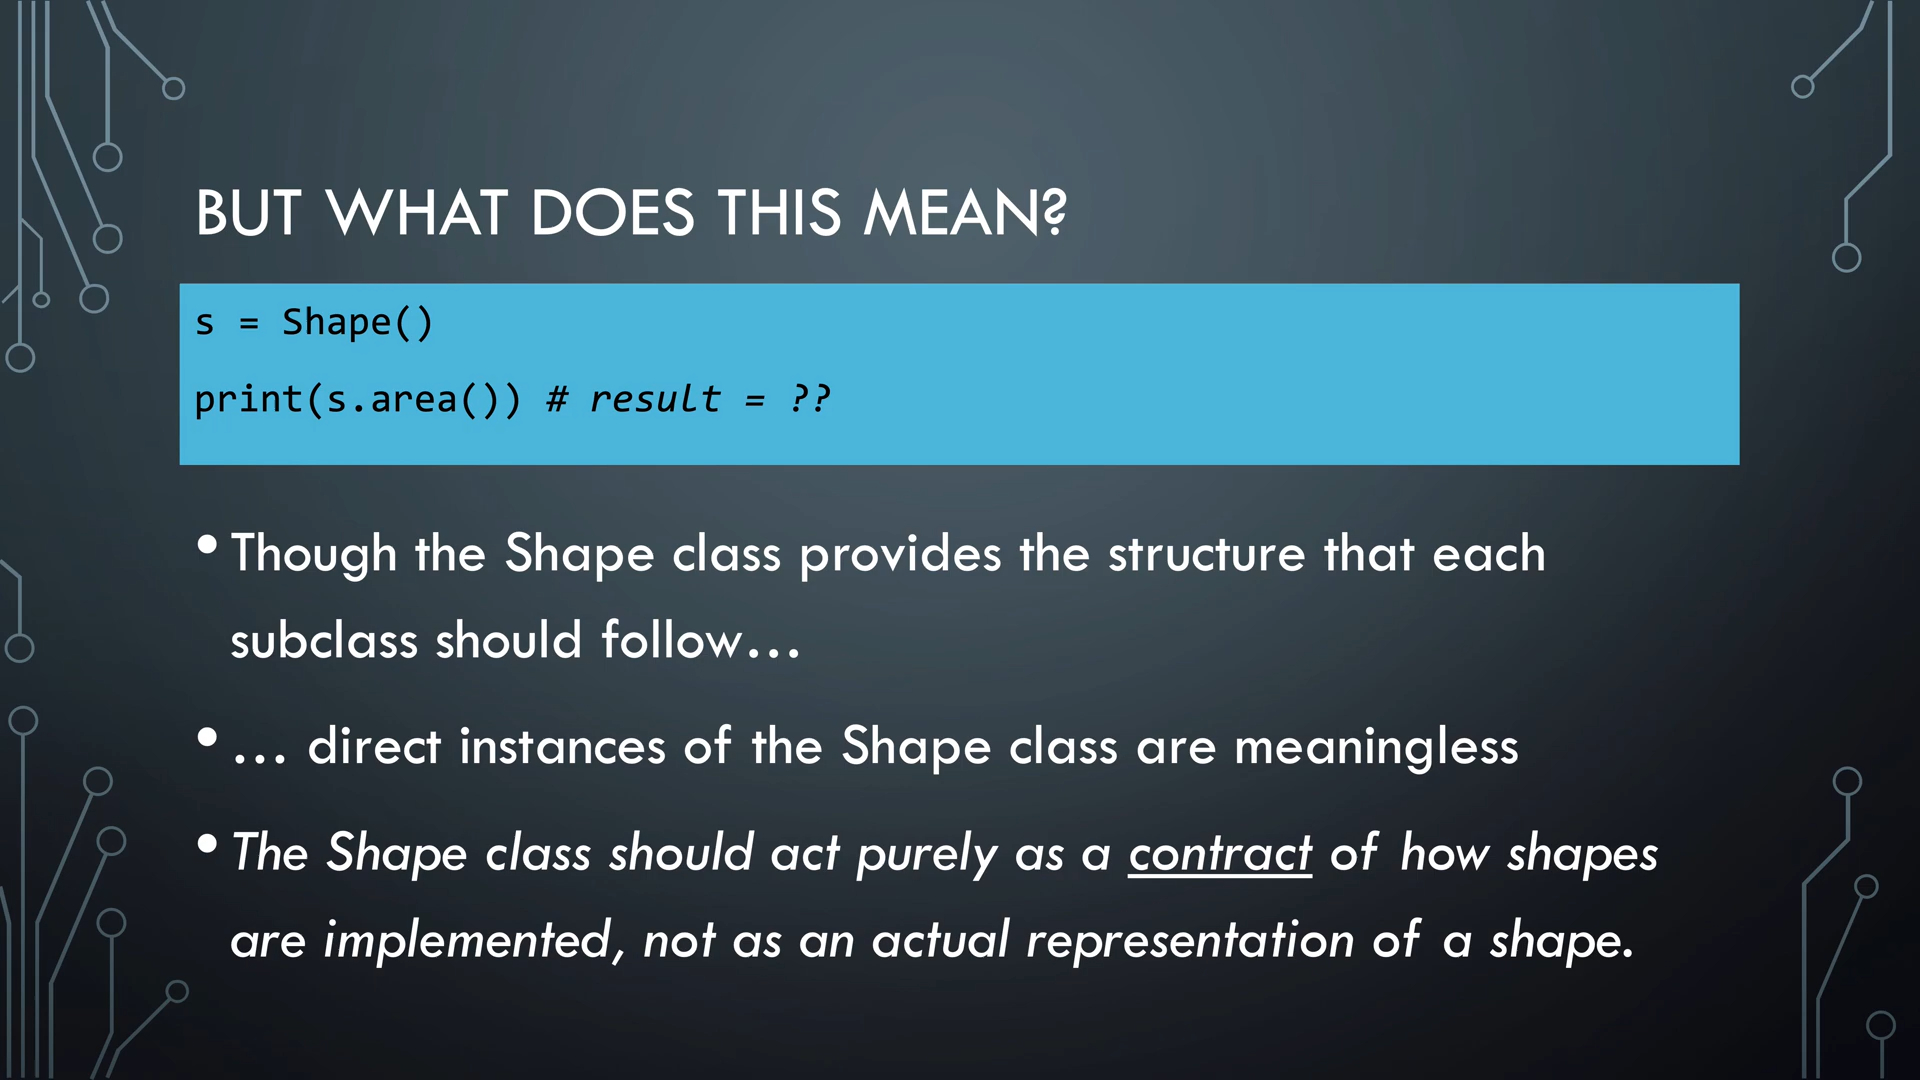 BUT WHAT DOES THIS MEAN?
s = Shape()
print(s.area()) # result = ??
• Though the Shape class provides the structure that each
subclass should follow…
• … direct instances of the Shape class are meaningless
• The Shape class should act purely as a contract of how shapes
are implemented, not as an actual representation of a shape.